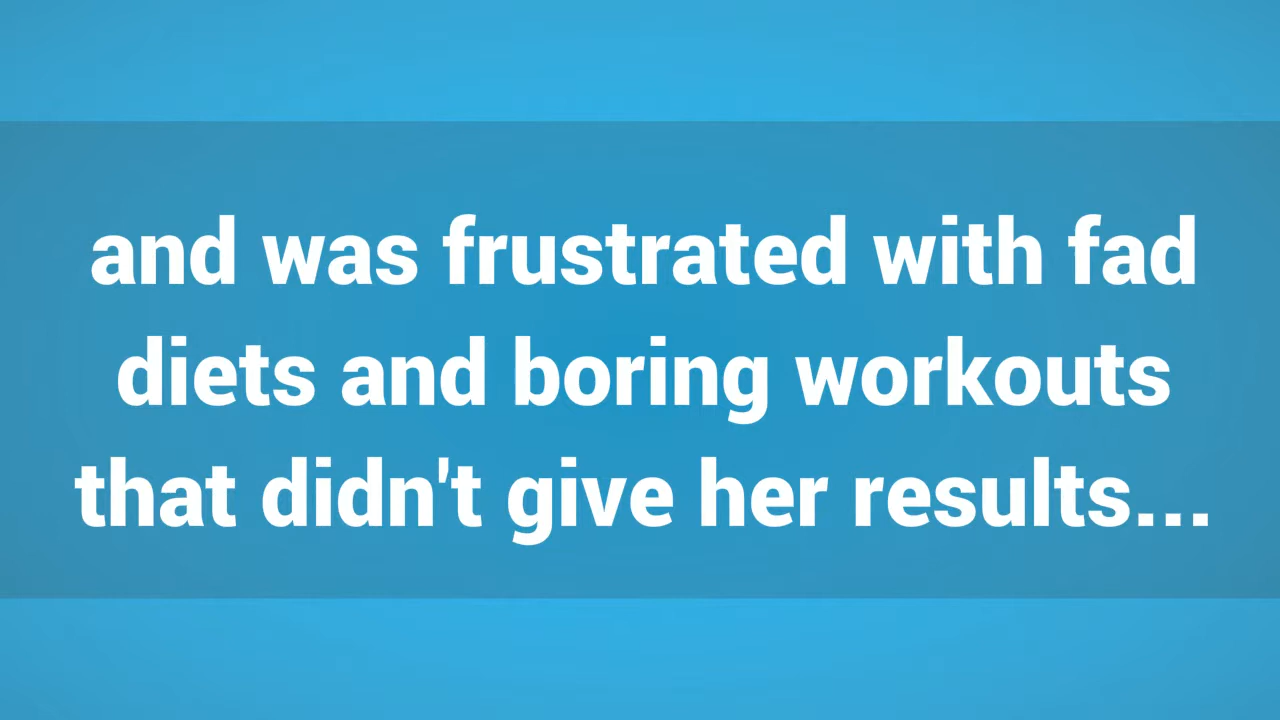 and was frustrated with fad
diets and boring workouts
that didn't give her results...